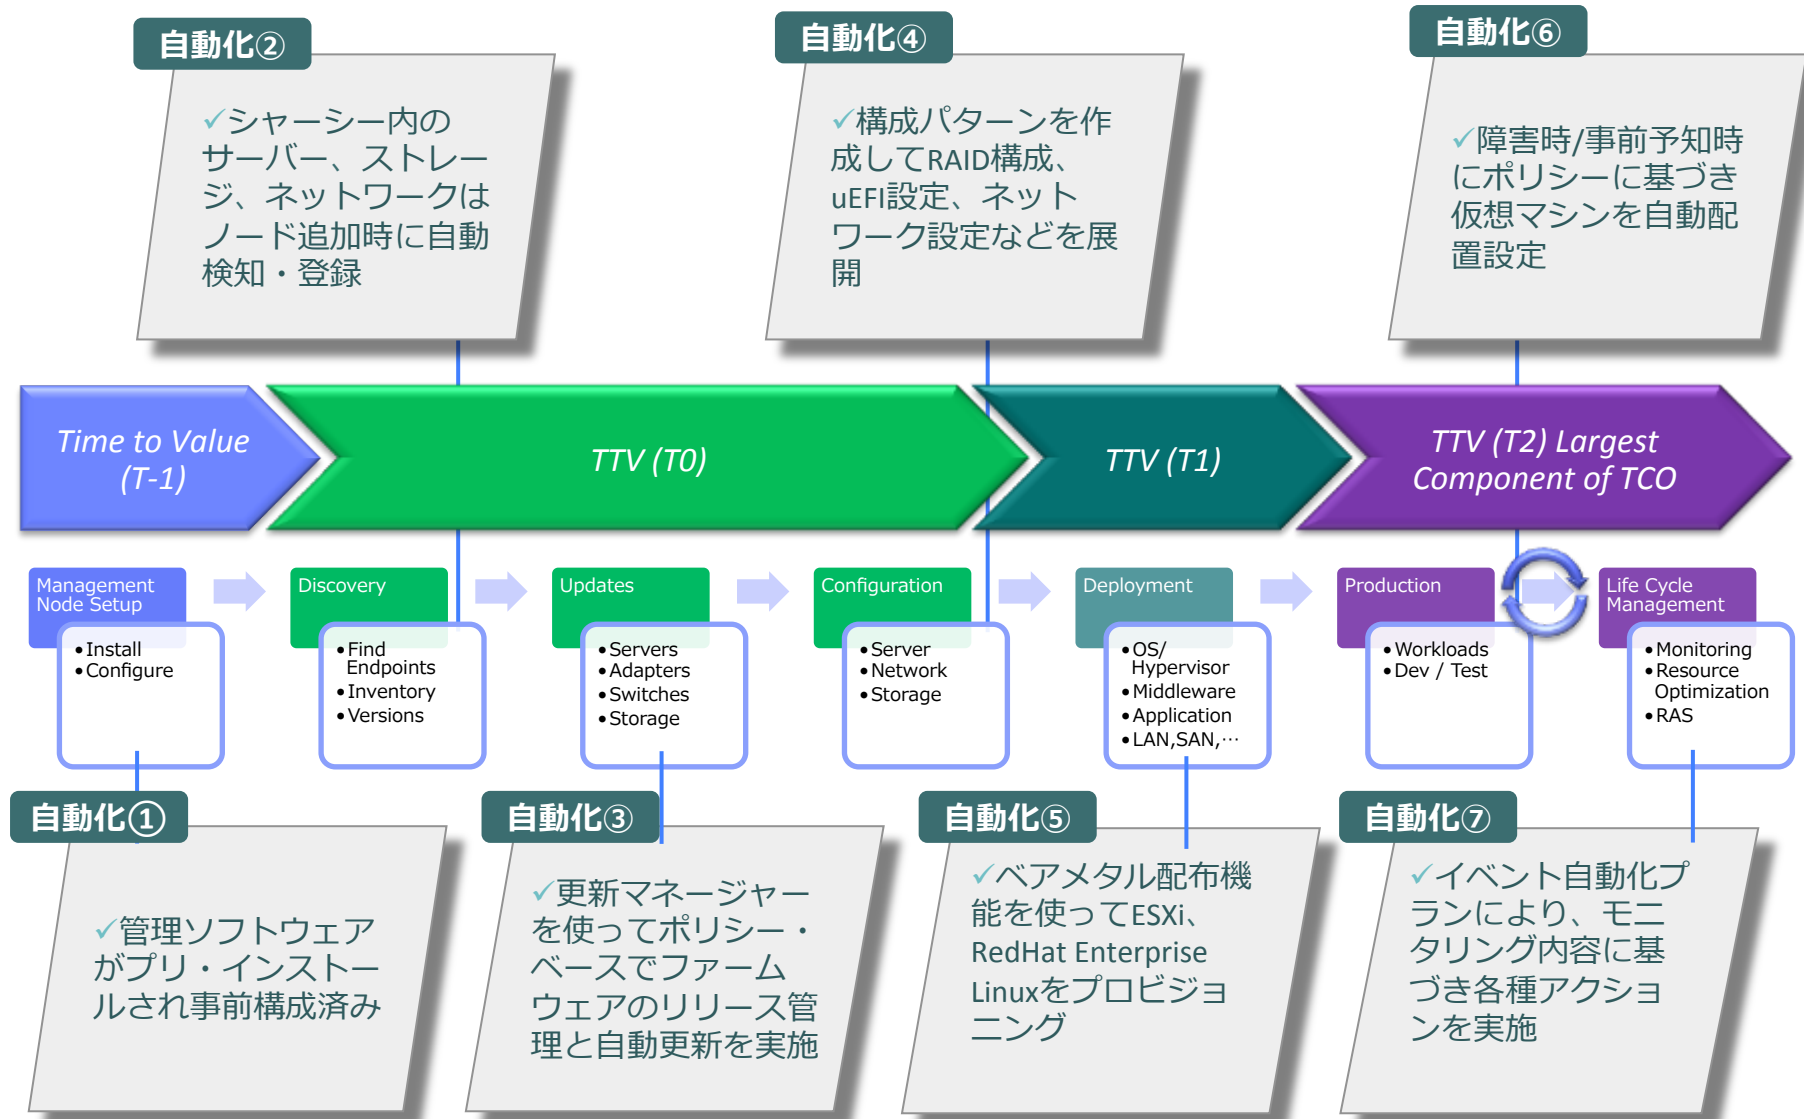 自動化②
✓シャーシー内の
サーバー、ストレー
ジ、ネットワークは
ノード追加時に自動
検知・登録
自動化④
✓構成パターンを作
成してRAID構成、
uEFI設定、ネット
ワーク設定などを展
開
自動化⑥
✓障害時/事前予知時
にポリシーに基づき
仮想マシンを自動配
置設定
Time to Value
(T-1)
TTV (T0)
TTV (T1)
TTV (T2) Largest
Component of TCO
Management
Node Setup
•Install
•Configure
Discovery
•Find
Endpoints
•Inventory
•Versions
Updates
•Servers
•Adapters
•Switches
•Storage
Configuration
•Server
•Network
•Storage
Deployment
•OS/
Hypervisor
•Middleware
•Application
•LAN,SAN,…
Production
•Workloads
•Dev / Test
Life Cycle
Management
•Monitoring
•Resource
Optimization
•RAS
自動化①
✓管理ソフトウェア
がプリ・インストー
ルされ事前構成済み
自動化③
✓更新マネージャー
を使ってポリシー・
ベースでファーム
ウェアのリリース管
理と自動更新を実施
自動化⑤
✓ベアメタル配布機
能を使ってESXi、
RedHat Enterprise
Linuxをプロビジョ
ニング
自動化⑦
✓イベント自動化プ
ランにより、モニ
タリング内容に基
づき各種アクショ
ンを実施